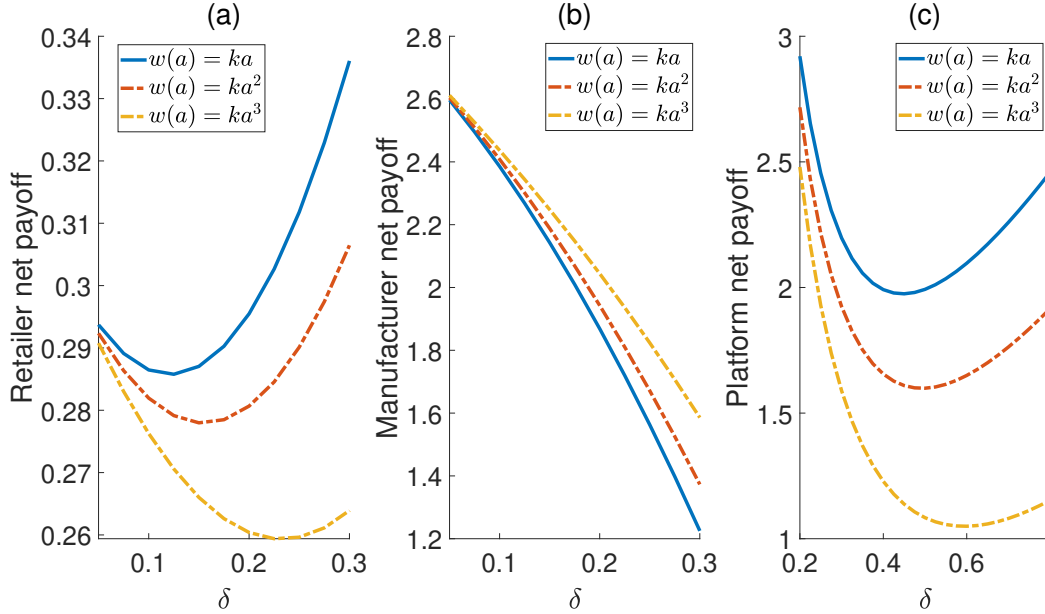 (a)
Retailer net payoff
0.34
0.33
0.32
0.31
0.3
0.29
0.28
0.27
0.26
w(a) = ka
w(a) = ka²
w(a) = ka³
0.1
0.2
0.3
δ
(b)
Manufacturer net payoff
3
2.8
2.6
2.4
2.2
2
1.8
1.6
1.4
1.2
w(a) = ka
w(a) = ka²
w(a) = ka³
0.1
0.2
0.3
δ
(c)
Platform net payoff
3
2.5
2
1.5
1
w(a) = ka
w(a) = ka²
w(a) = ka³
0.2
0.4
0.6
δ